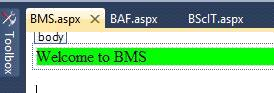 BMS.aspx BAF.aspx BScIT.aspx
Toolbox
body
Welcome to BMS